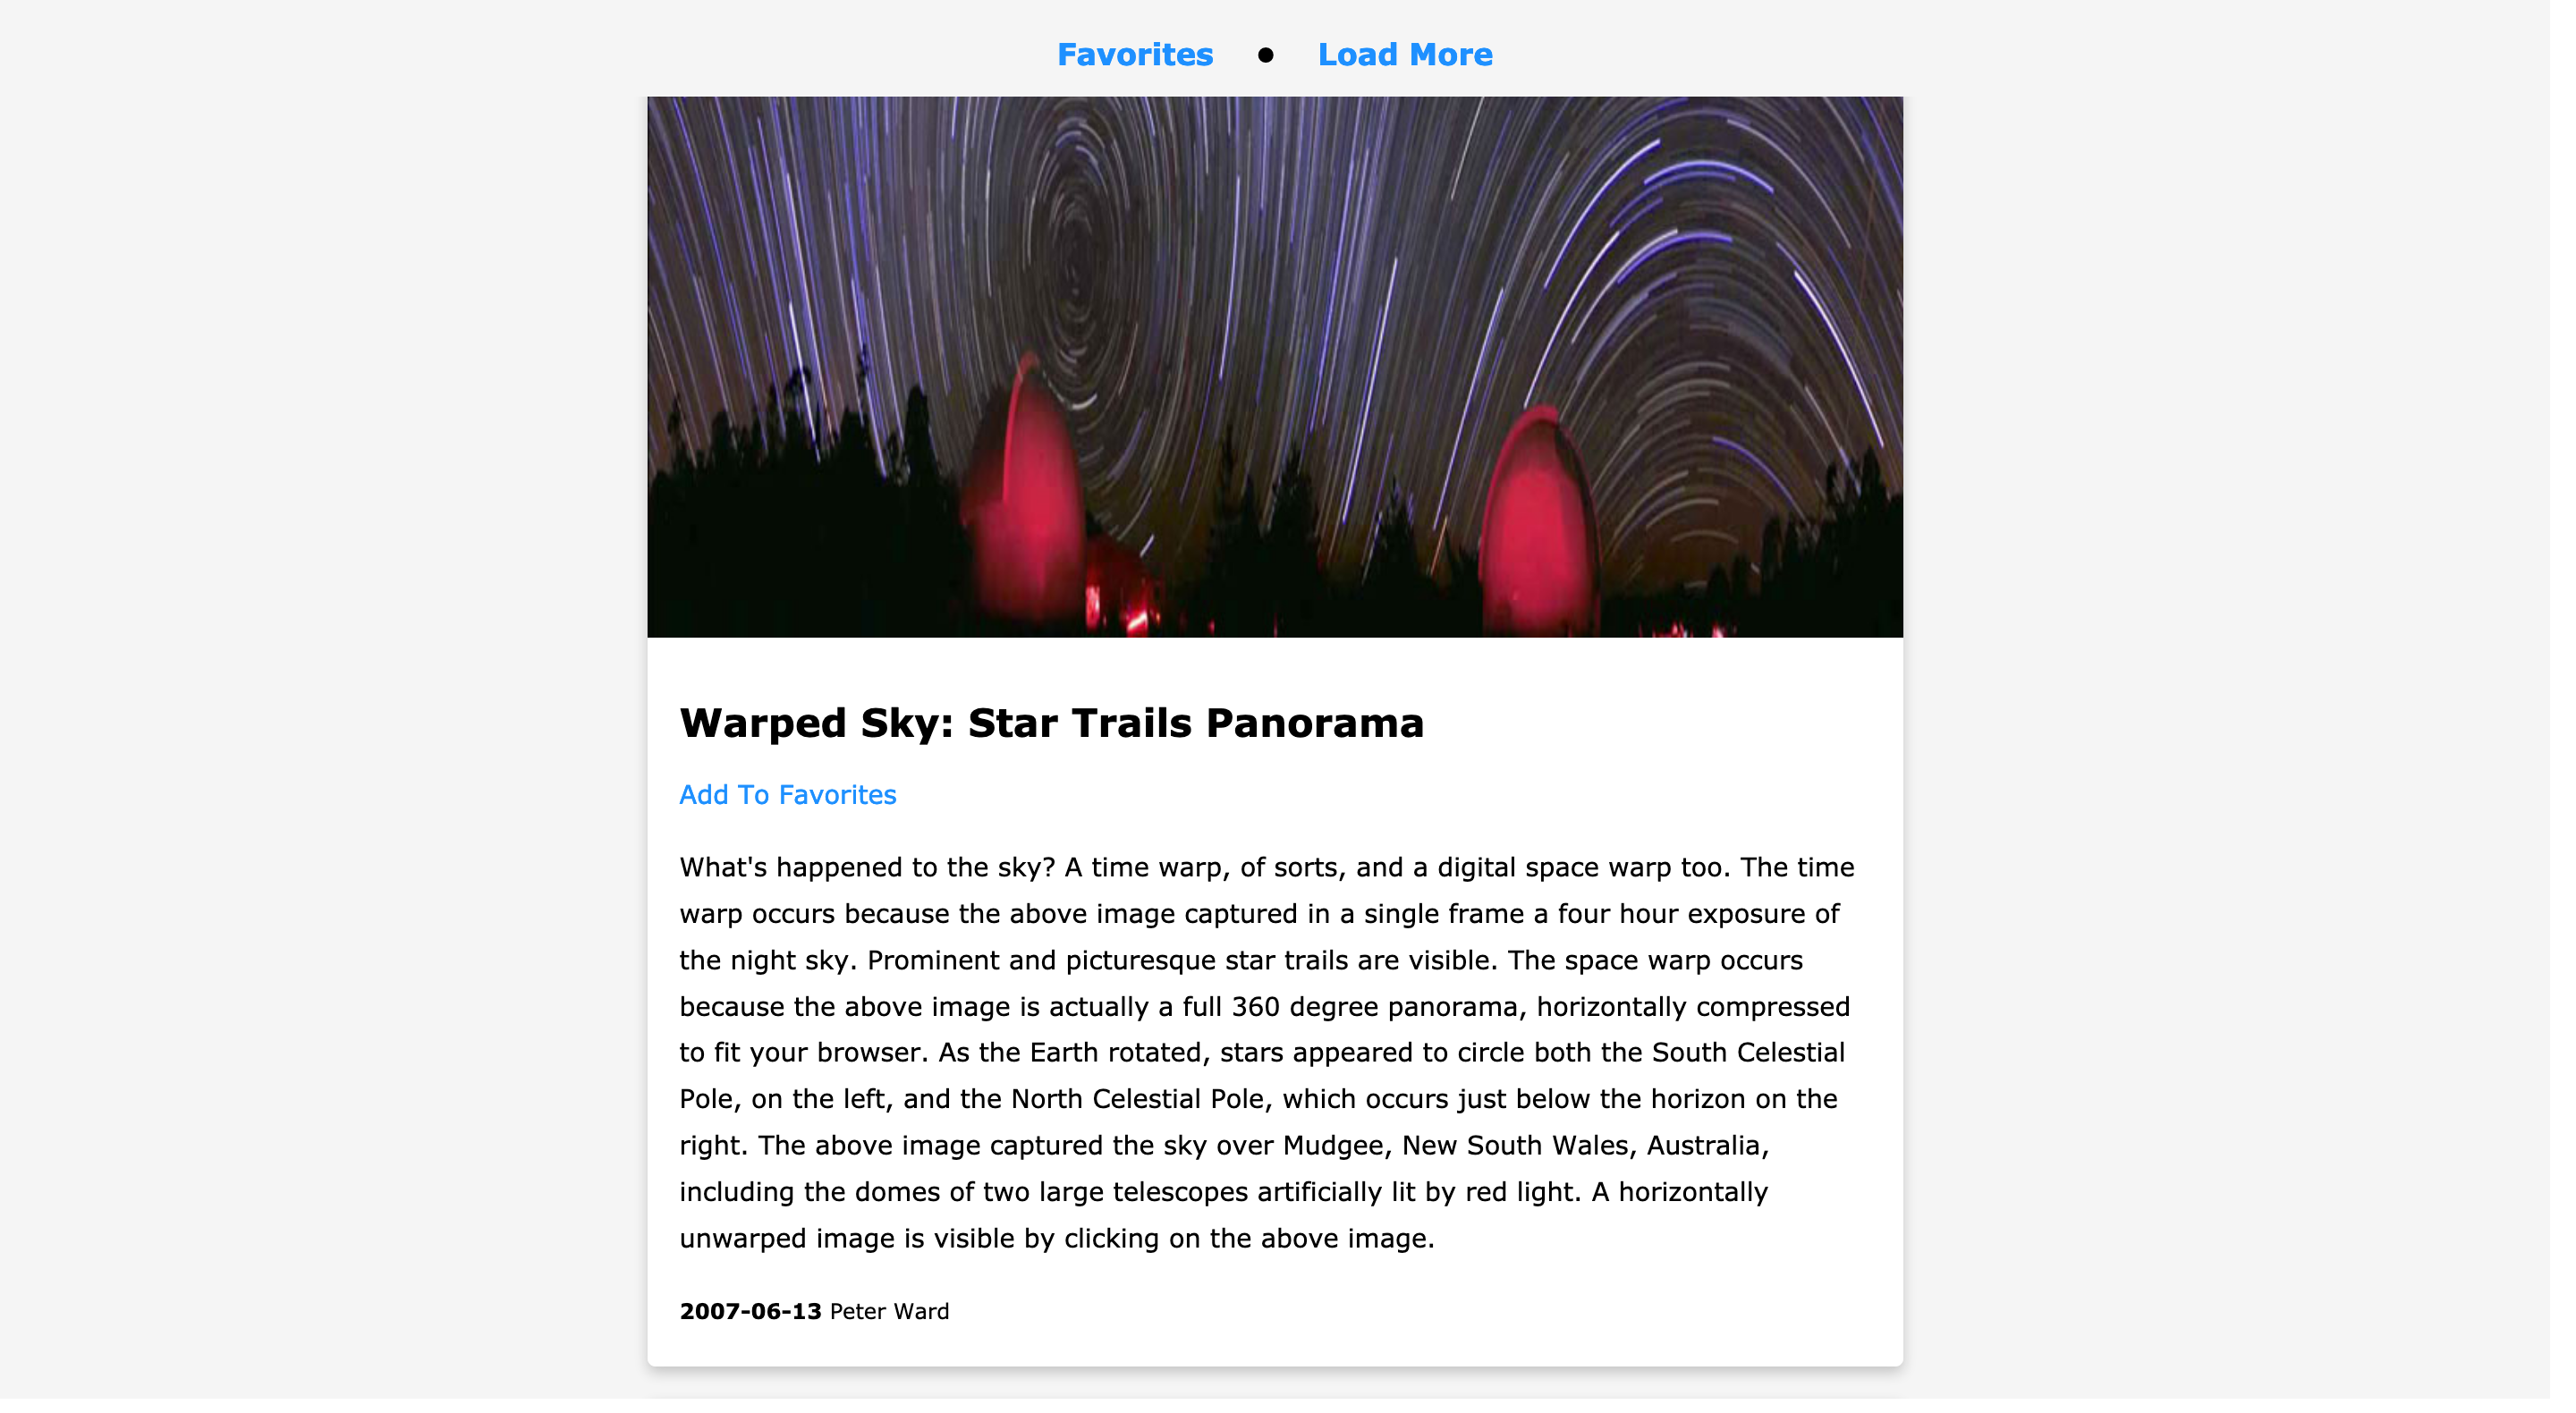 Favorites • Load More
Warped Sky: Star Trails Panorama
Add To Favorites
What's happened to the sky? A time warp, of sorts, and a digital space warp too. The time
warp occurs because the above image captured in a single frame a four hour exposure of
the night sky. Prominent and picturesque star trails are visible. The space warp occurs
because the above image is actually a full 360 degree panorama, horizontally compressed
to fit your browser. As the Earth rotated, stars appeared to circle both the South Celestial
Pole, on the left, and the North Celestial Pole, which occurs just below the horizon on the
right. The above image captured the sky over Mudgee, New South Wales, Australia,
including the domes of two large telescopes artificially lit by red light. A horizontally
unwarped image is visible by clicking on the above image.
2007-06-13 Peter Ward